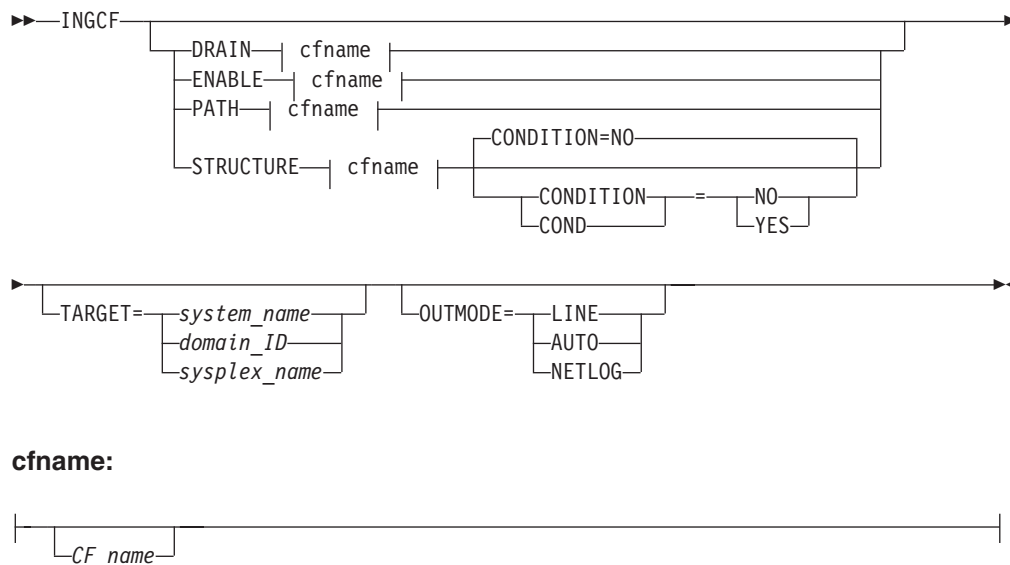 INGCF
DRAIN cfname
ENABLE cfname
PATH cfname
CONDITION=NO
STRUCTURE cfname
CONDITION = NO
COND YES
TARGET= system_name OUTMODE= LINE
domain_ID AUTO
sysplex_name NETLOG
cfname:
CF name